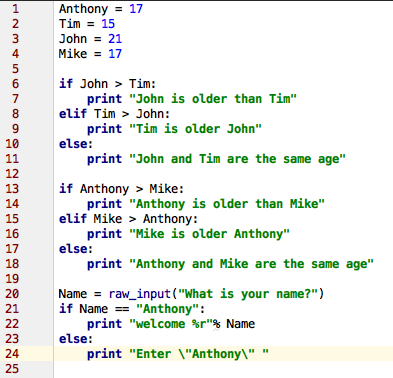 1 Anthony = 17
2 Tim = 15
3 John = 21
4 Mike = 17
5
6 if John > Tim:
7     print "John is older than Tim"
8 elif Tim > John:
9     print "Tim is older John"
10 else:
11     print "John and Tim are the same age"
12
13 if Anthony > Mike:
14     print "Anthony is older than Mike"
15 elif Mike > Anthony:
16     print "Mike is older Anthony"
17 else:
18     print "Anthony and Mike are the same age"
19
20 Name = raw_input("What is your name?")
21 if Name == "Anthony":
22     print "welcome %r"% Name
23 else:
24     print "Enter \"Anthony\" "
25